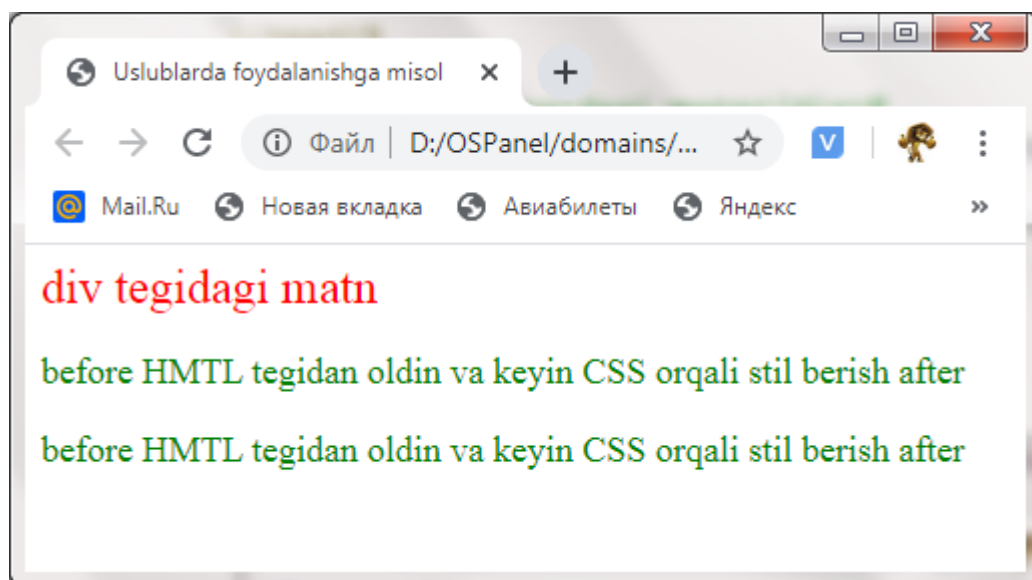 Uslublarda foydalanishga misol
Файл D:/OSPanel/domains/...
Mail.Ru Новая вкладка Авиабилеты Яндекс
div tegidagi matn
before HMTL tegidan oldin va keyin CSS orqali stil berish after
before HMTL tegidan oldin va keyin CSS orqali stil berish after